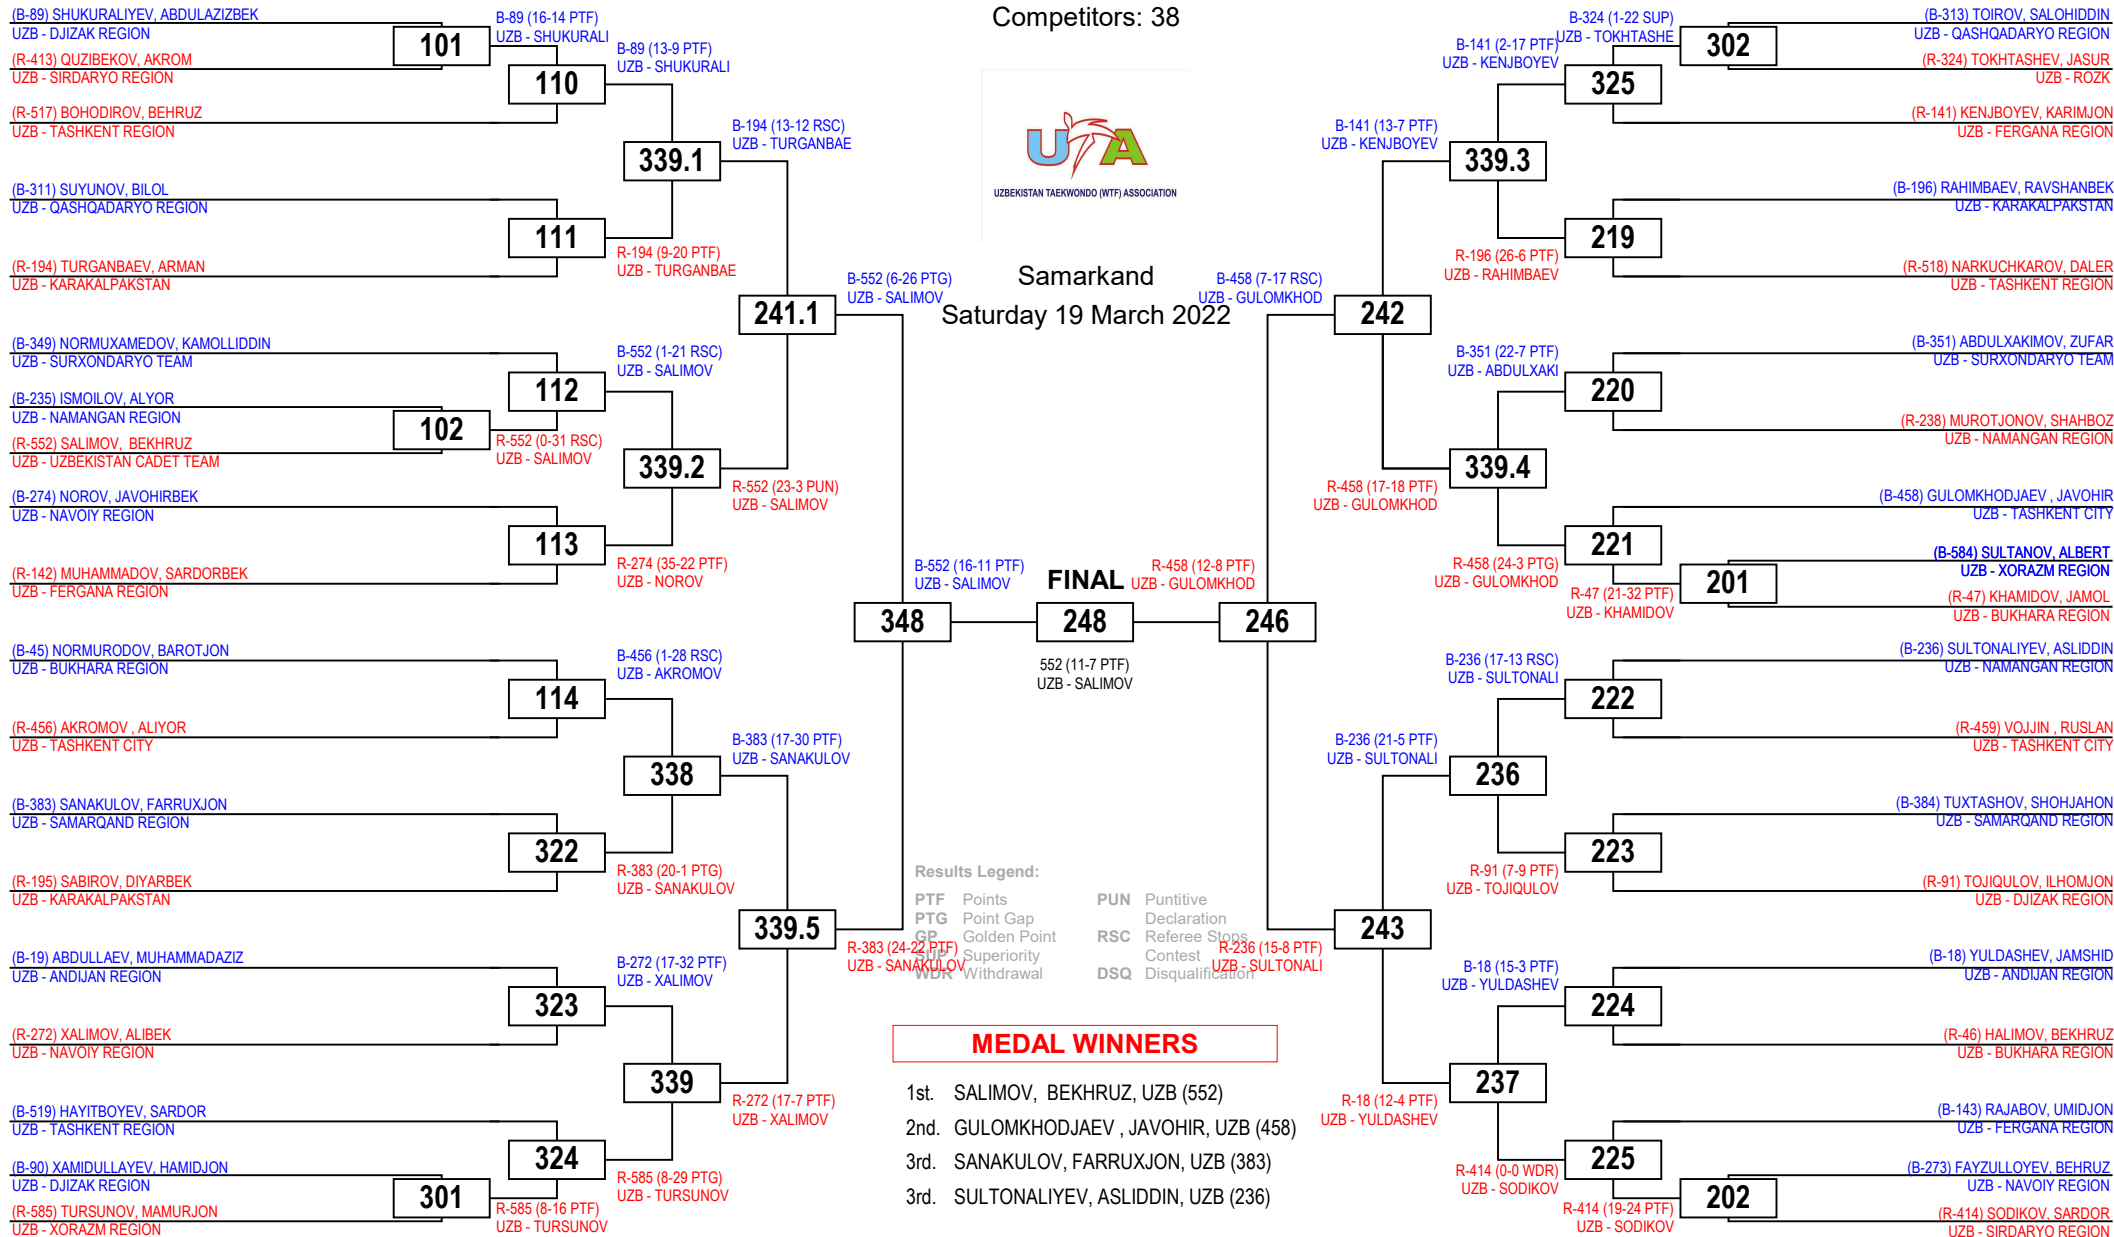 Competitors: 38
UTA
UZBEKISTAN TAEKWONDO (WTF) ASSOCIATION
Samarkand
Saturday 19 March 2022
(B-89) SHUKURALIYEV, ABDULAZIZBEK
UZB - DJIZAK REGION
(R-413) QUZIBEKOV, AKROM
UZB - SIRDARYO REGION
(R-517) BOHODIROV, BEHRUZ
UZB - TASHKENT REGION
(B-311) SUYUNOV, BILOL
UZB - QASHQADARYO REGION
(R-194) TURGANBAEV, ARMAN
UZB - KARAKALPAKSTAN
(B-349) NORMUXAMEDOV, KAMOLLIDDIN
UZB - SURXONDARYO TEAM
(B-235) ISMOILOV, ALYOR
UZB - NAMANGAN REGION
(R-552) SALIMOV,  BEKHRUZ
UZB - UZBEKISTAN CADET TEAM
(B-274) NOROV, JAVOHIRBEK
UZB - NAVOIY REGION
(R-142) MUHAMMADOV, SARDORBEK
UZB - FERGANA REGION
(B-45) NORMURODOV, BAROTJON
UZB - BUKHARA REGION
(R-456) AKROMOV , ALIYOR
UZB - TASHKENT CITY
(B-383) SANAKULOV, FARRUXJON
UZB - SAMARQAND REGION
(R-195) SABIROV, DIYARBEK
UZB - KARAKALPAKSTAN
(B-19) ABDULLAEV, MUHAMMADAZIZ
UZB - ANDIJAN REGION
(R-272) XALIMOV, ALIBEK
UZB - NAVOIY REGION
(B-519) HAYITBOYEV, SARDOR
UZB - TASHKENT REGION
(B-90) XAMIDULLAYEV, HAMIDJON
UZB - DJIZAK REGION
(R-585) TURSUNOV, MAMURJON
UZB - XORAZM REGION
101
102
301
B-89 (16-14 PTF)
UZB - SHUKURALI
R-552 (0-31 RSC)
UZB - SALIMOV
R-585 (8-16 PTF)
UZB - TURSUNOV
110
111
112
113
114
322
323
324
B-89 (13-9 PTF)
UZB - SHUKURALI
R-194 (9-20 PTF)
UZB - TURGANBAE
B-552 (1-21 RSC)
UZB - SALIMOV
R-274 (35-22 PTF)
UZB - NOROV
B-456 (1-28 RSC)
UZB - AKROMOV
R-383 (20-1 PTG)
UZB - SANAKULOV
B-272 (17-32 PTF)
UZB - XALIMOV
R-585 (8-29 PTG)
UZB - TURSUNOV
339.1
339.2
338
339
B-194 (13-12 RSC)
UZB - TURGANBAE
R-552 (23-3 PUN)
UZB - SALIMOV
B-383 (17-30 PTF)
UZB - SANAKULOV
R-272 (17-7 PTF)
UZB - XALIMOV
241.1
339.5
B-552 (6-26 PTG)
UZB - SALIMOV
R-383 (24-22 PTF)
UZB - SANAKULOV
348
B-552 (16-11 PTF)
UZB - SALIMOV
FINAL
248
552 (11-7 PTF)
UZB - SALIMOV
R-458 (12-8 PTF)
UZB - GULOMKHOD
246
B-458 (7-17 RSC)
UZB - GULOMKHOD
R-236 (15-8 PTF)
UZB - SULTONALI
242
243
B-141 (13-7 PTF)
UZB - KENJBOYEV
R-458 (17-18 PTF)
UZB - GULOMKHOD
B-236 (21-5 PTF)
UZB - SULTONALI
R-18 (12-4 PTF)
UZB - YULDASHEV
339.3
339.4
236
237
B-141 (2-17 PTF)
UZB - KENJBOYEV
R-196 (26-6 PTF)
UZB - RAHIMBAEV
B-351 (22-7 PTF)
UZB - ABDULXAKI
R-458 (24-3 PTG)
UZB - GULOMKHOD
B-236 (17-13 RSC)
UZB - SULTONALI
R-91 (7-9 PTF)
UZB - TOJIQULOV
B-18 (15-3 PTF)
UZB - YULDASHEV
R-414 (0-0 WDR)
UZB - SODIKOV
325
219
220
221
222
223
224
225
B-324 (1-22 SUP)
UZB - TOKHTASHE
R-47 (21-32 PTF)
UZB - KHAMIDOV
R-414 (19-24 PTF)
UZB - SODIKOV
302
201
202
(B-313) TOIROV, SALOHIDDIN
UZB - QASHQADARYO REGION
(R-324) TOKHTASHEV, JASUR
UZB - ROZK
(R-141) KENJBOYEV, KARIMJON
UZB - FERGANA REGION
(B-196) RAHIMBAEV, RAVSHANBEK
UZB - KARAKALPAKSTAN
(R-518) NARKUCHKAROV, DALER
UZB - TASHKENT REGION
(B-351) ABDULXAKIMOV, ZUFAR
UZB - SURXONDARYO TEAM
(R-238) MUROTJONOV, SHAHBOZ
UZB - NAMANGAN REGION
(B-458) GULOMKHODJAEV , JAVOHIR
UZB - TASHKENT CITY
(B-584) SULTANOV, ALBERT
UZB - XORAZM REGION
(R-47) KHAMIDOV, JAMOL
UZB - BUKHARA REGION
(B-236) SULTONALIYEV, ASLIDDIN
UZB - NAMANGAN REGION
(R-459) VOJJIN , RUSLAN
UZB - TASHKENT CITY
(B-384) TUXTASHOV, SHOHJAHON
UZB - SAMARQAND REGION
(R-91) TOJIQULOV, ILHOMJON
UZB - DJIZAK REGION
(B-18) YULDASHEV, JAMSHID
UZB - ANDIJAN REGION
(R-46) HALIMOV, BEKHRUZ
UZB - BUKHARA REGION
(B-143) RAJABOV, UMIDJON
UZB - FERGANA REGION
(B-273) FAYZULLOYEV, BEHRUZ
UZB - NAVOIY REGION
(R-414) SODIKOV, SARDOR
UZB - SIRDARYO REGION
Results Legend:
PTF Points
PTG Point Gap
GP Golden Point
SUP Superiority
WDR Withdrawal
PUN Puntitive
Declaration
RSC Referee Stops
Contest
DSQ Disqualification
MEDAL WINNERS
1st. SALIMOV,  BEKHRUZ, UZB (552)
2nd. GULOMKHODJAEV , JAVOHIR, UZB (458)
3rd. SANAKULOV, FARRUXJON, UZB (383)
3rd. SULTONALIYEV, ASLIDDIN, UZB (236)